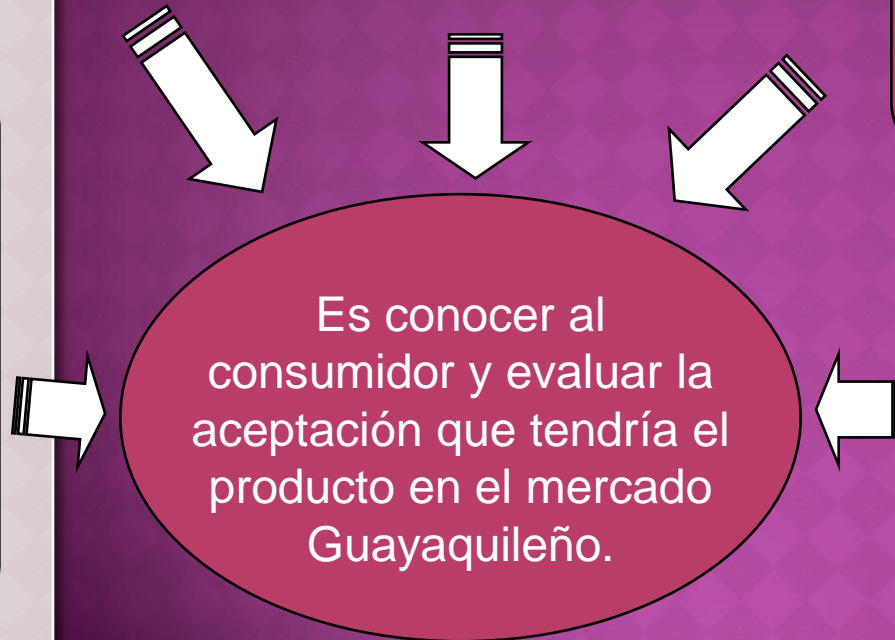 Es conocer al
consumidor y evaluar la
aceptación que tendría el
producto en el mercado
Guayaquileño.